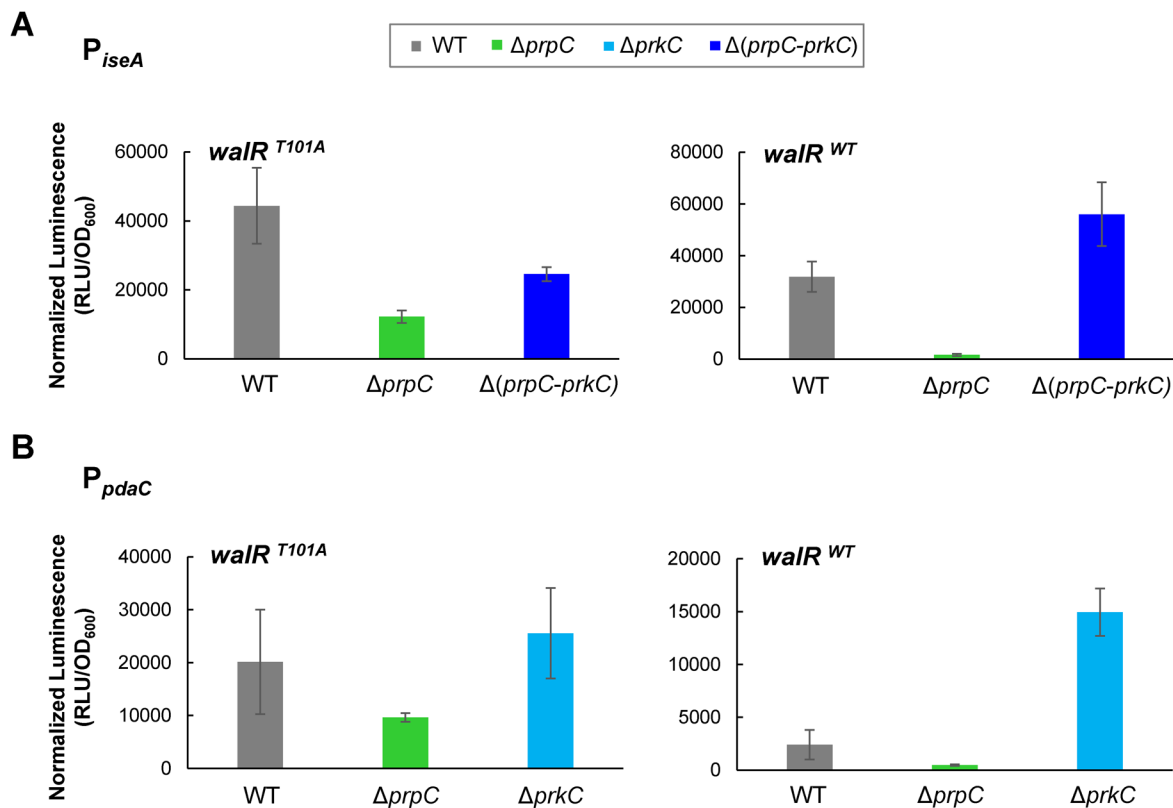 A
P iseA
WT ΔprpC ΔprkC Δ(prpC-prkC)
Normalized Luminescence
(RLU/OD600)
walR T101A
60000
40000
20000
0
WT ΔprpC Δ(prpC-prkC)
walR WT
80000
60000
40000
20000
0
WT ΔprpC Δ(prpC-prkC)
B
P pdaC
Normalized Luminescence
(RLU/OD600)
walR T101A
40000
30000
20000
10000
0
WT ΔprpC ΔprkC
walR WT
20000
15000
10000
5000
0
WT ΔprpC ΔprkC